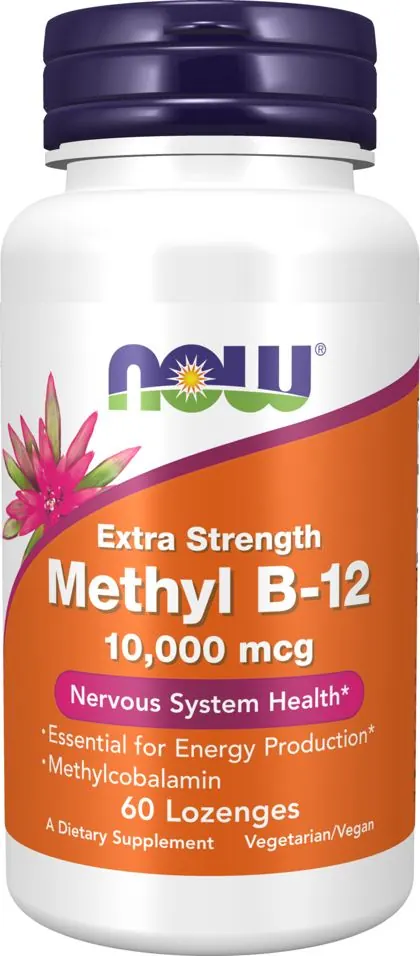 NOW®
Extra Strength
Methyl B-12
10,000 mcg
Nervous System Health*
•Essential for Energy Production*
•Methylcobalamin
60 Lozenges
A Dietary Supplement Vegetarian/Vegan